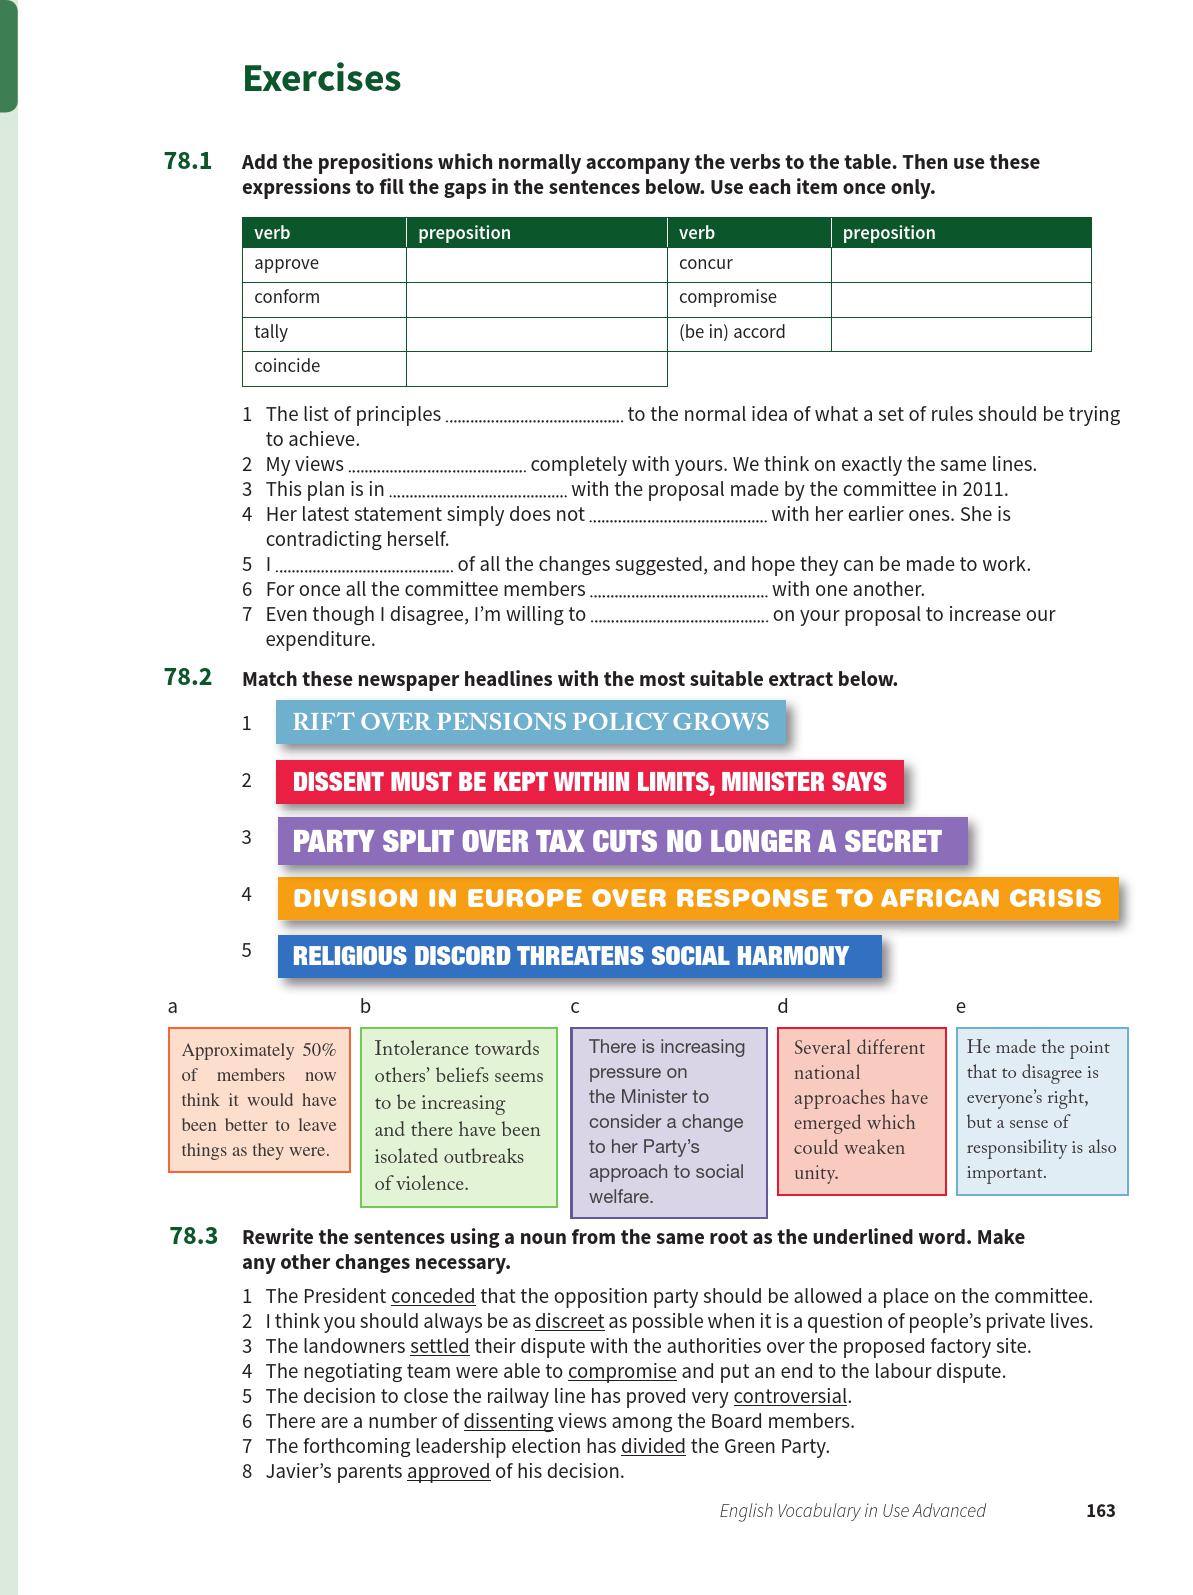 Exercises
78.1 Add the prepositions which normally accompany the verbs to the table. Then use these
expressions to fill the gaps in the sentences below. Use each item once only.
verb preposition verb preposition
approve concur
conform compromise
tally (be in) accord
coincide
1 The list of principles ........................................... to the normal idea of what a set of rules should be trying
to achieve.
2 My views ........................................... completely with yours. We think on exactly the same lines.
3 This plan is in ........................................... with the proposal made by the committee in 2011.
4 Her latest statement simply does not ........................................... with her earlier ones. She is
contradicting herself.
5 I ........................................... of all the changes suggested, and hope they can be made to work.
6 For once all the committee members ........................................... with one another.
7 Even though I disagree, I’m willing to ........................................... on your proposal to increase our
expenditure.
78.2 Match these newspaper headlines with the most suitable extract below.
1 RIFT OVER PENSIONS POLICY GROWS
2 DISSENT MUST BE KEPT WITHIN LIMITS, MINISTER SAYS
3 PARTY SPLIT OVER TAX CUTS NO LONGER A SECRET
4 DIVISION IN EUROPE OVER RESPONSE TO AFRICAN CRISIS
5 RELIGIOUS DISCORD THREATENS SOCIAL HARMONY
a
Approximately 50%
of members now
think it would have
been better to leave
things as they were.
b
Intolerance towards
others’ beliefs seems
to be increasing
and there have been
isolated outbreaks
of violence.
c
There is increasing
pressure on
the Minister to
consider a change
to her Party’s
approach to social
welfare.
d
Several different
national
approaches have
emerged which
could weaken
unity.
e
He made the point
that to disagree is
everyone’s right,
but a sense of
responsibility is also
important.
78.3 Rewrite the sentences using a noun from the same root as the underlined word. Make
any other changes necessary.
1 The President conceded that the opposition party should be allowed a place on the committee.
2 I think you should always be as discreet as possible when it is a question of people’s private lives.
3 The landowners settled their dispute with the authorities over the proposed factory site.
4 The negotiating team were able to compromise and put an end to the labour dispute.
5 The decision to close the railway line has proved very controversial.
6 There are a number of dissenting views among the Board members.
7 The forthcoming leadership election has divided the Green Party.
8 Javier’s parents approved of his decision.
English Vocabulary in Use Advanced 163